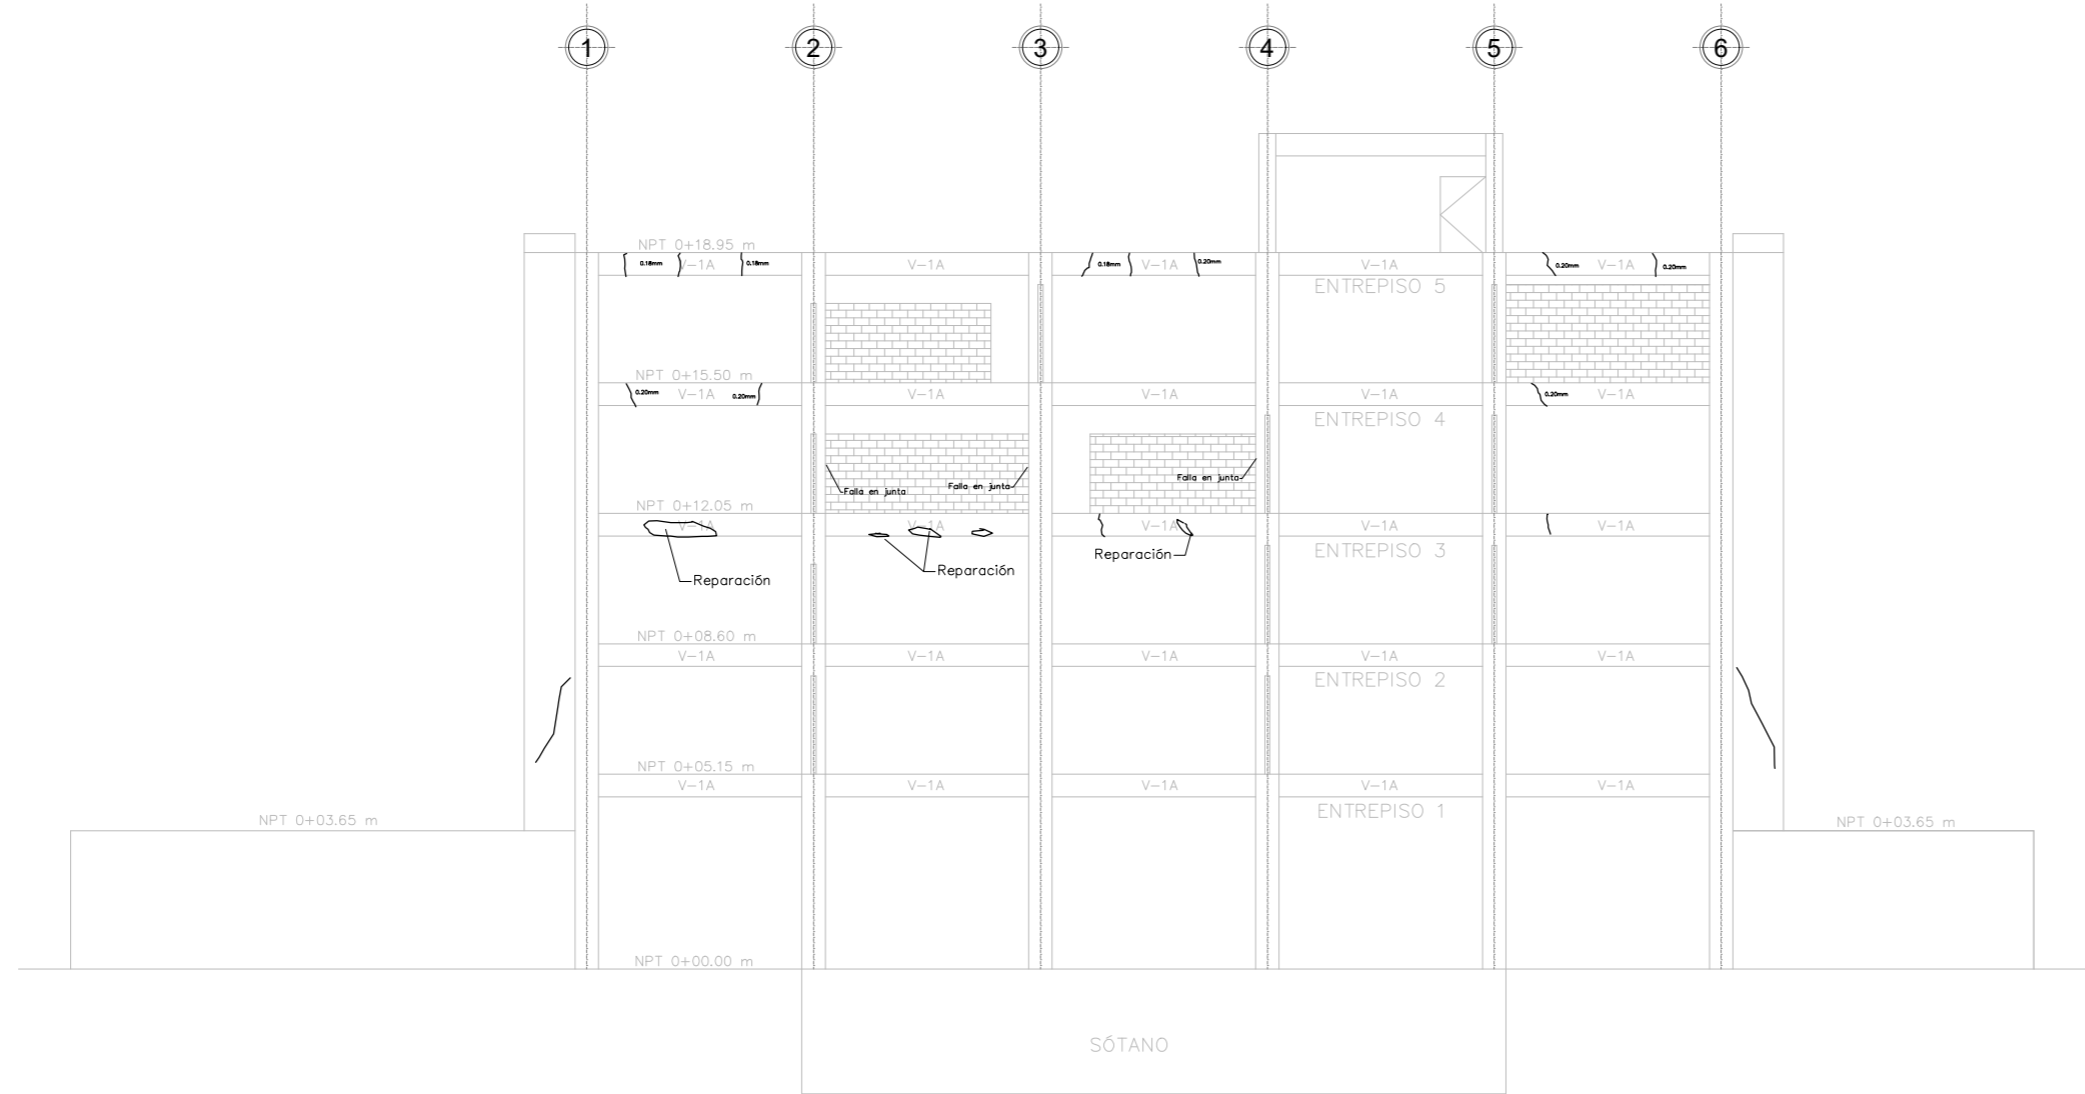 1 2 3 4 5 6
NPT 0+18.95 m
0.18mm V-1A 0.18mm V-1A 0.18mm V-1A 0.20mm V-1A 0.20mm V-1A 0.20mm
ENTREPISO 5
NPT 0+15.50 m
0.20mm V-1A 0.20mm V-1A V-1A V-1A 0.20mm V-1A
ENTREPISO 4
Falla en junta Falla en junta Falla en junta
NPT 0+12.05 m
V-1A V-1A V-1A V-1A V-1A
ENTREPISO 3
Reparación Reparación Reparación
NPT 0+08.60 m
V-1A V-1A V-1A V-1A V-1A
ENTREPISO 2
NPT 0+05.15 m
V-1A V-1A V-1A V-1A V-1A
ENTREPISO 1
NPT 0+03.65 m NPT 0+03.65 m
NPT 0+00.00 m
SÓTANO